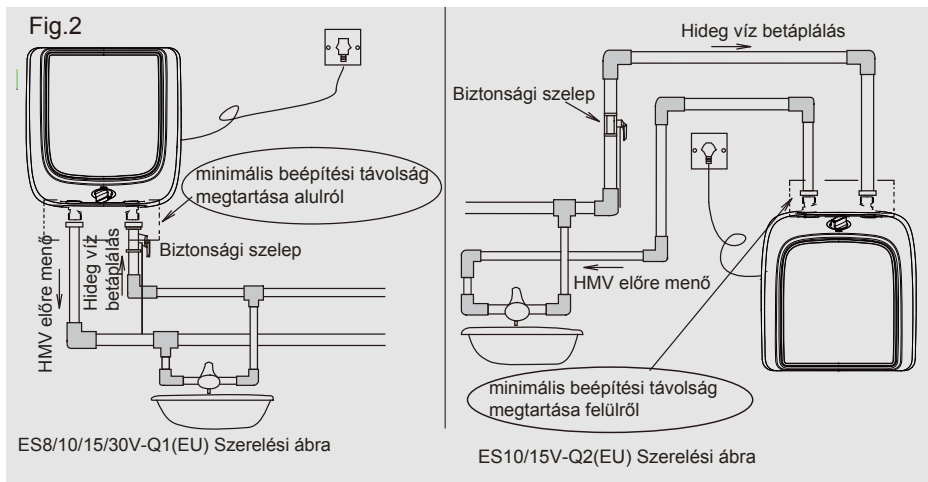 Fig.2
minimális beépítési távolság
megtartása alulról
Biztonsági szelep
HMV előre menő
Hideg víz
betáplálás
ES8/10/15/30V-Q1(EU) Szerelési ábra
Hideg víz betáplálás
Biztonsági szelep
HMV előre menő
minimális beépítési távolság
megtartása felülről
ES10/15V-Q2(EU) Szerelési ábra